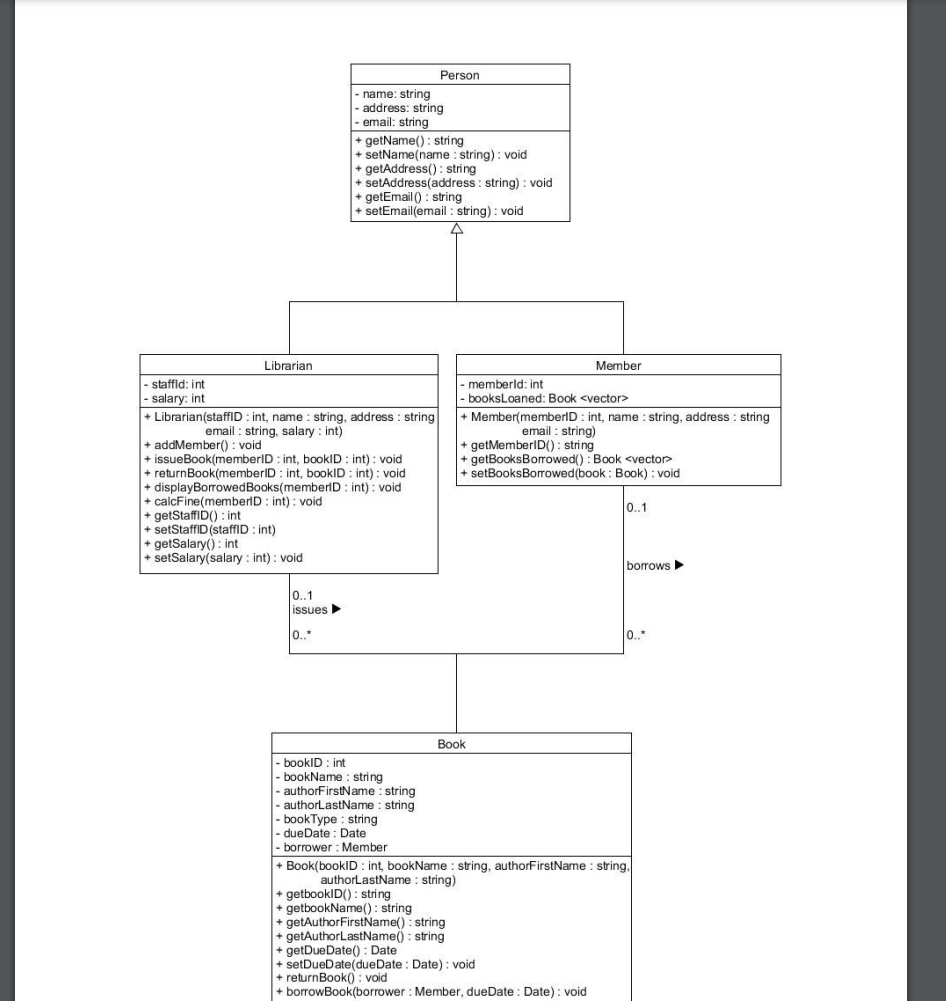 Person
- name: string
- address: string
- email: string
+ getName() : string
+ setName(name : string) : void
+ getAddress() : string
+ setAddress(address : string) : void
+ getEmail() : string
+ setEmail(email : string) : void
Librarian
- staffId: int
- salary: int
+ Librarian(staffID : int, name : string, address : string
email : string, salary : int)
+ addMember() : void
+ issueBook(memberID : int, bookID : int) : void
+ returnBook(memberID : int, bookID : int) : void
+ displayBorrowedBooks(memberID : int) : void
+ calcFine(memberID : int) : void
+ getStaffID() : int
+ setStaffID(staffID : int)
+ getSalary() : int
+ setSalary(salary : int) : void
Member
- memberId: int
- booksLoaned: Book <vector>
+ Member(memberID : int, name : string, address : string
email : string)
+ getMemberID() : string
+ getBooksBorrowed() : Book <vector>
+ setBooksBorrowed(book : Book) : void
0..1
issues ▶
0..*
0..1
borrows ▶
0..*
Book
- bookID : int
- bookName : string
- authorFirstName : string
- authorLastName : string
- bookType : string
- dueDate : Date
- borrower : Member
+ Book(bookID : int, bookName : string, authorFirstName : string,
authorLastName : string)
+ getbookID() : string
+ getbookName() : string
+ getAuthorFirstName() : string
+ getAuthorLastName() : string
+ getDueDate() : Date
+ setDueDate(dueDate : Date) : void
+ returnBook() : void
+ borrowBook(borrower : Member, dueDate : Date) : void